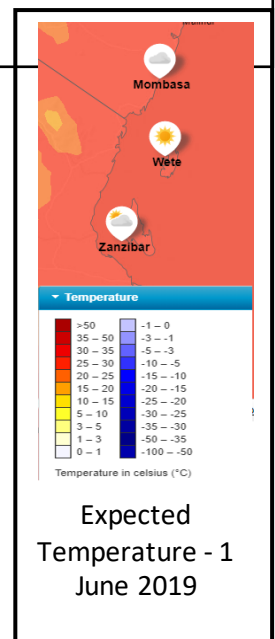 Mombasa
Wete
Zanzibar
Temperature
>50 -1 – 0
35 – 50 -3 – -1
30 – 35 -5 – -3
25 – 30 -10 – -5
20 – 25 -15 – -10
15 – 20 -20 – -15
10 – 15 -25 – -20
5 – 10 -30 – -25
3 – 5 -35 – -30
1 – 3 -50 – -35
0 – 1 -100 – -50
Temperature in celsius (°C)
Expected
Temperature - 1
June 2019